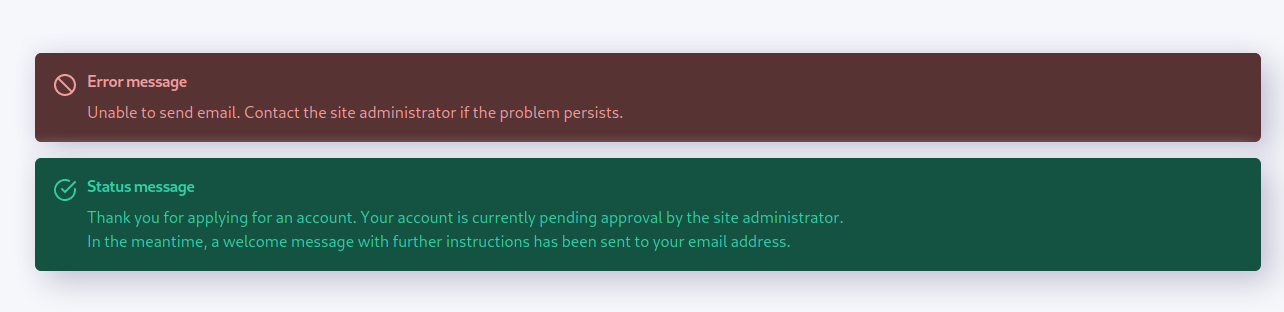 Error message
Unable to send email. Contact the site administrator if the problem persists.
Status message
Thank you for applying for an account. Your account is currently pending approval by the site administrator.
In the meantime, a welcome message with further instructions has been sent to your email address.